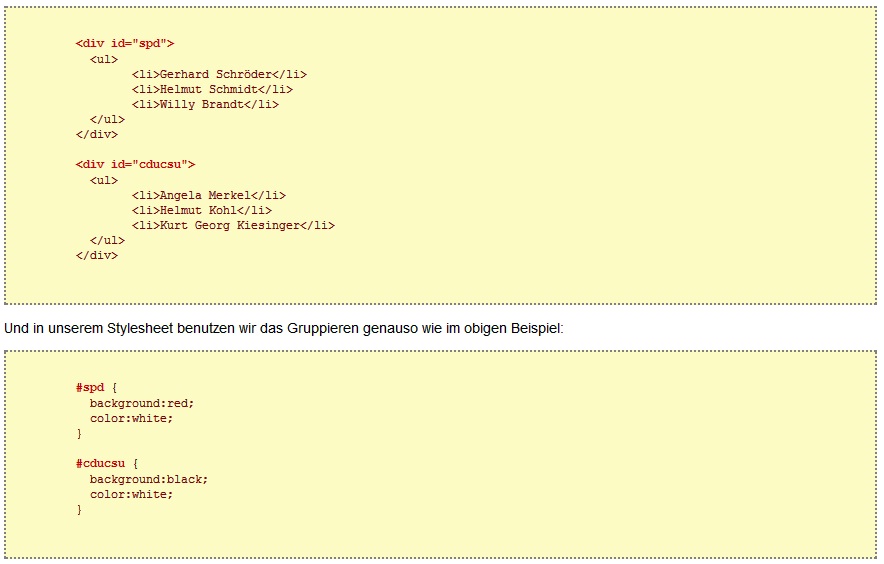 <div id="spd">
  <ul>
        <li>Gerhard Schröder</li>
        <li>Helmut Schmidt</li>
        <li>Willy Brandt</li>
  </ul>
</div>

<div id="cducsu">
  <ul>
        <li>Angela Merkel</li>
        <li>Helmut Kohl</li>
        <li>Kurt Georg Kiesinger</li>
  </ul>
</div>

Und in unserem Stylesheet benutzen wir das Gruppieren genauso wie im obigen Beispiel:

#spd {
  background:red;
  color:white;
}

#cducsu {
  background:black;
  color:white;
}